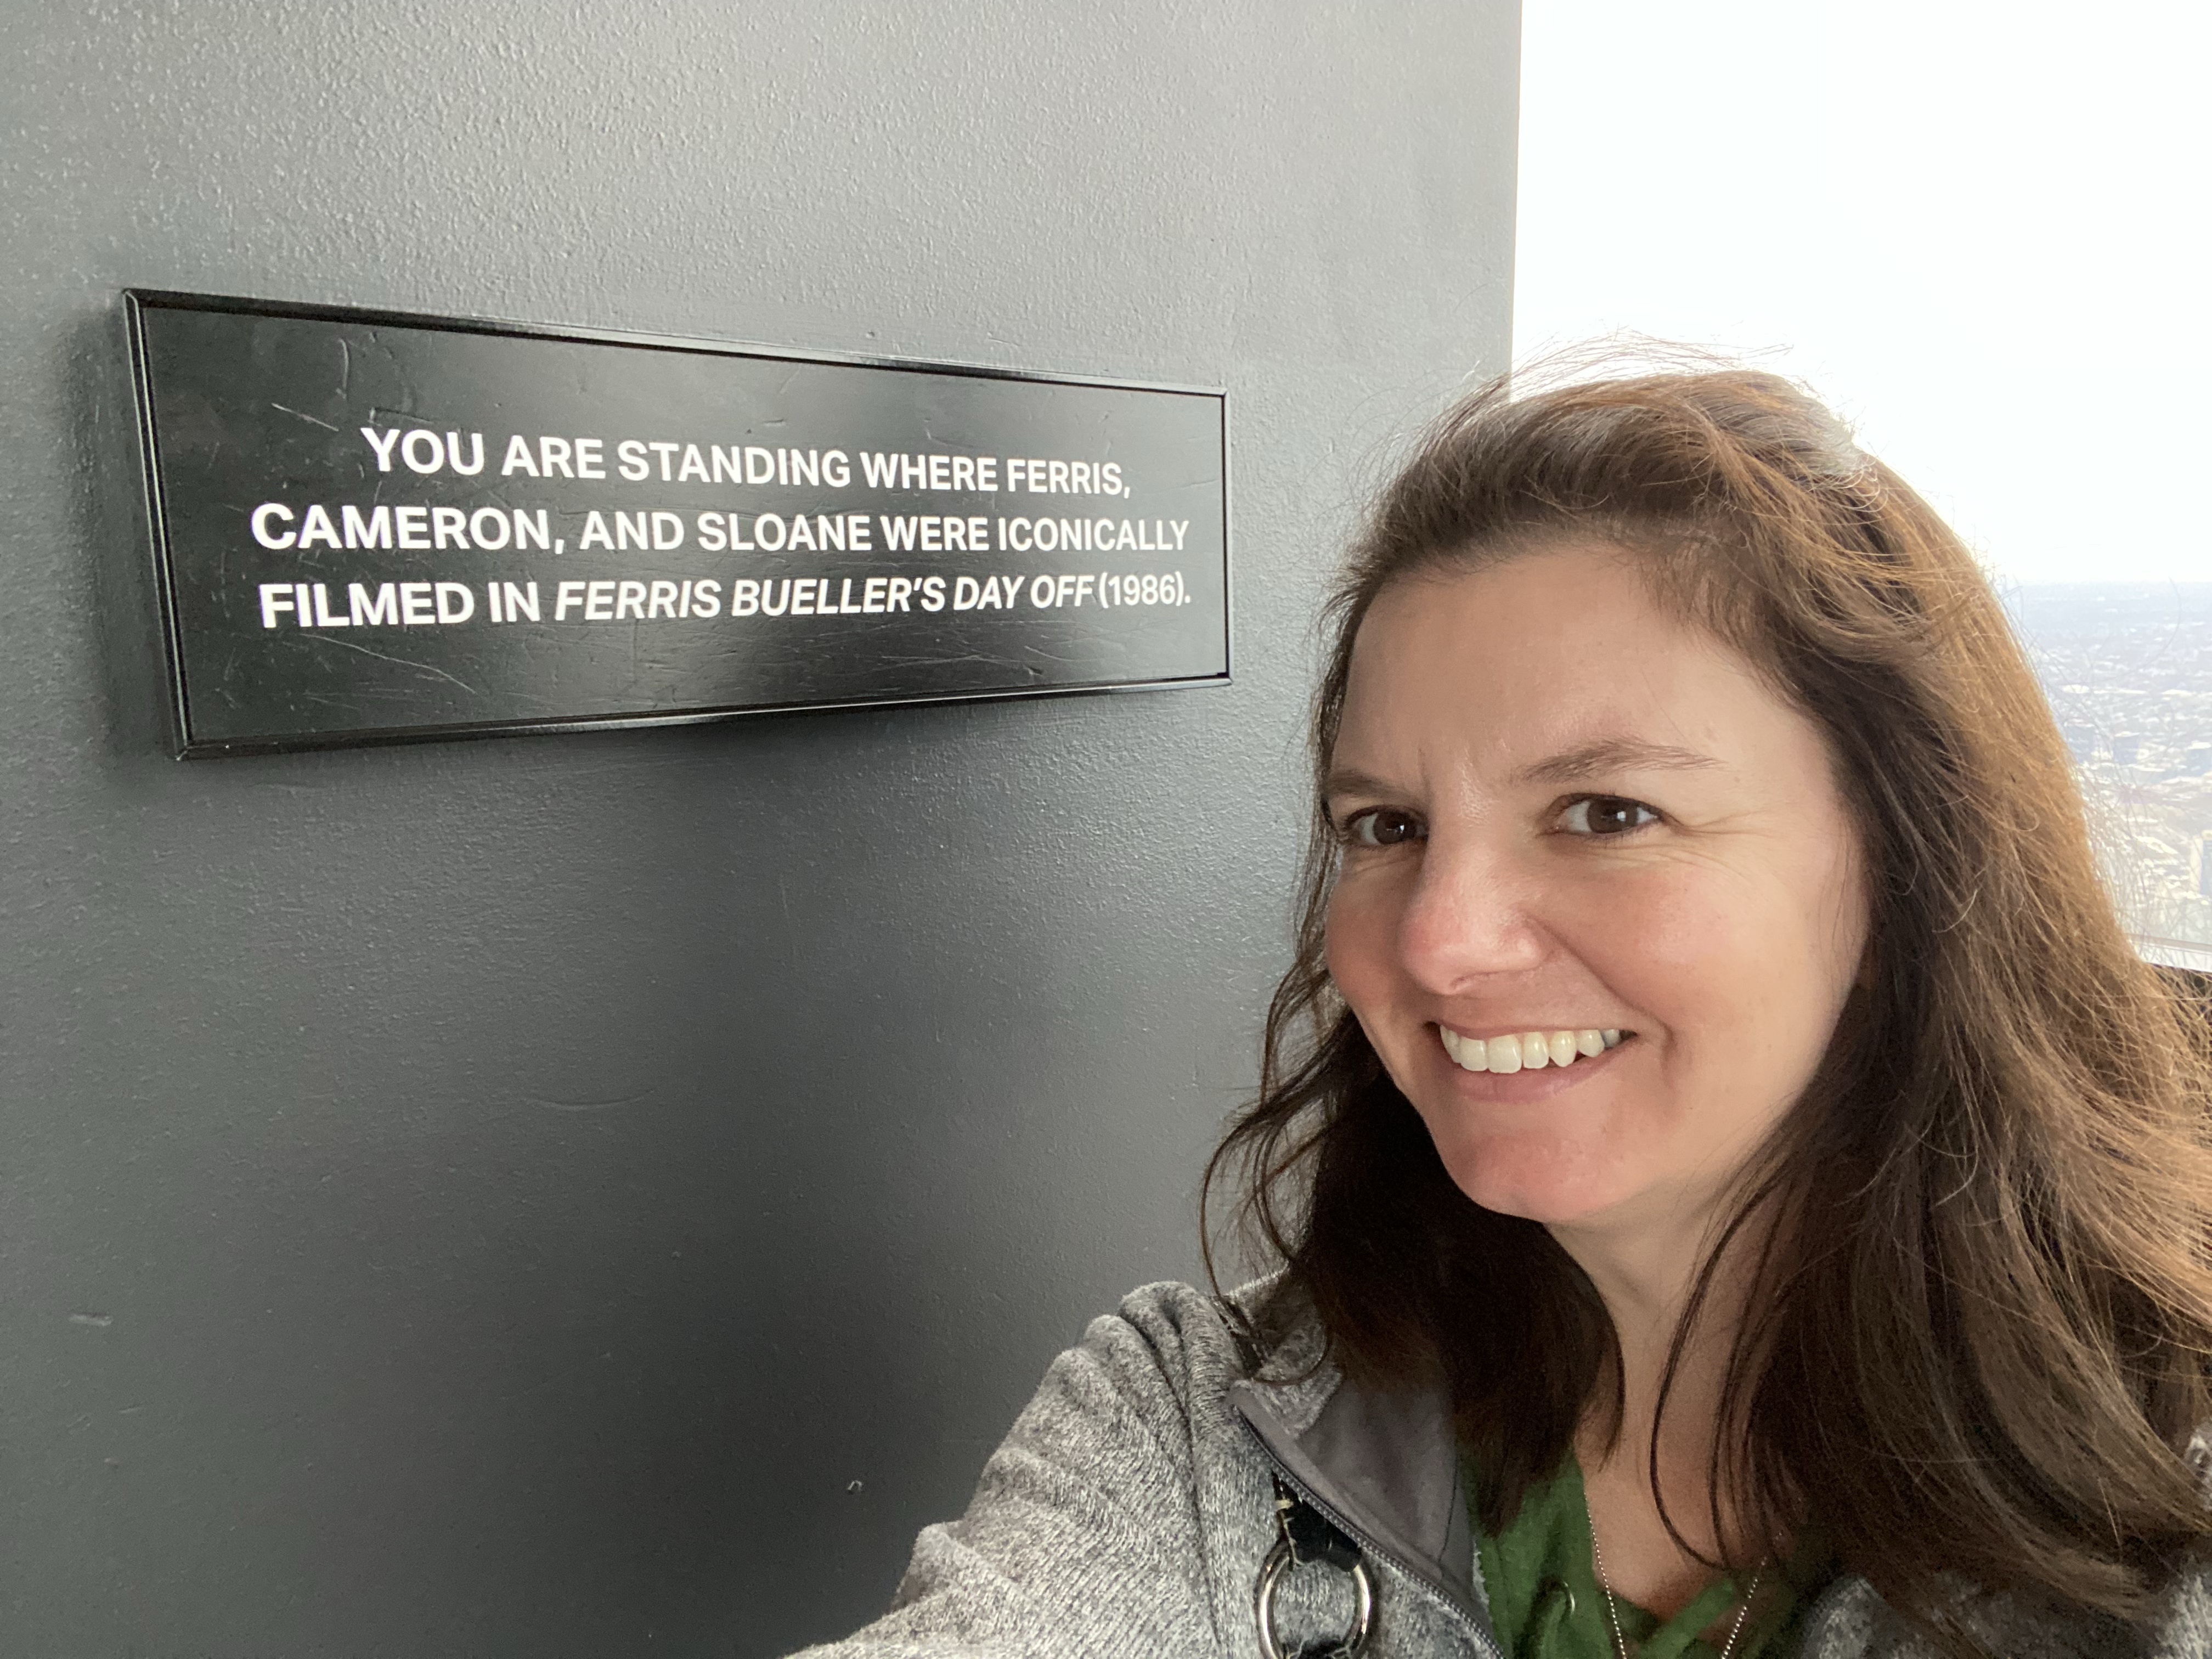 YOU ARE STANDING WHERE FERRIS,
CAMERON, AND SLOANE WERE ICONICALLY
FILMED IN FERRIS BUELLER'S DAY OFF (1986).